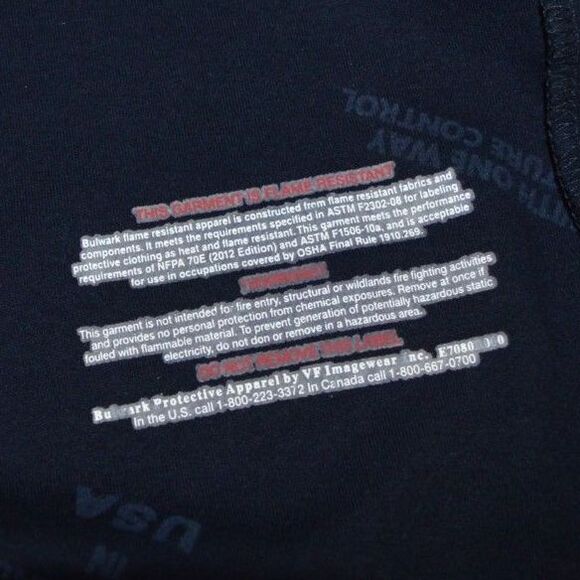 THIS GARMENT IS FLAME RESISTANT
Bulwark flame resistant apparel is constructed from flame resistant fabrics and
components. It meets the requirements specified in ASTM F2302-08 for labeling
protective clothing as heat and flame resistant. This garment meets the performance
requirements of NFPA 70E (2012 Edition) and ASTM F1506-10a, and is acceptable
for use in occupations covered by OSHA Final Rule 1910.269.
WARNING!
This garment is not intended for fire entry, structural or wildlands fire fighting activities
and provides no personal protection from chemical exposures. Remove at once if
fouled with flammable material. To prevent generation of potentially hazardous static
electricity, do not don or remove in a hazardous area.
DO NOT REMOVE THIS LABEL
Bulwark Protective Apparel by VF Imagewear Inc.
In the U.S. call 1-800-223-3372 In Canada call 1-800-667-0700
WITH ONE WAY
CONTROL
USA
IN